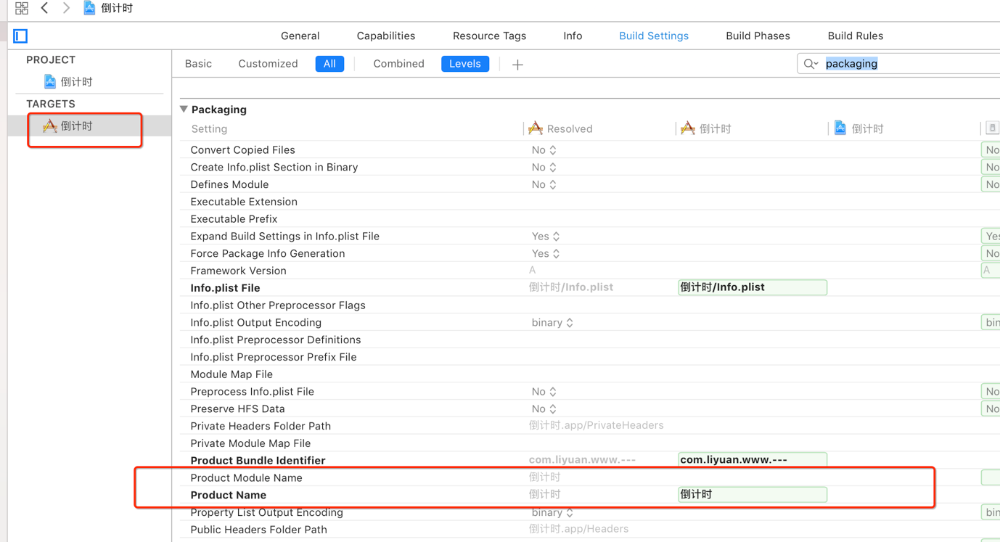 倒计时
General Capabilities Resource Tags Info Build Settings Build Phases Build Rules
PROJECT
倒计时
TARGETS
倒计时
Basic Customized All Combined Levels packaging
Packaging
Setting Resolved 倒计时 倒计时
Convert Copied Files No No
Create Info.plist Section in Binary No No
Defines Module No No
Executable Extension
Executable Prefix
Expand Build Settings in Info.plist File Yes Yes
Force Package Info Generation Yes No
Framework Version A A
Info.plist File 倒计时/Info.plist 倒计时/Info.plist
Info.plist Other Preprocessor Flags
Info.plist Output Encoding binary bin
Info.plist Preprocessor Definitions
Info.plist Preprocessor Prefix File
Module Map File
Preprocess Info.plist File No No
Preserve HFS Data No No
Private Headers Folder Path 倒计时.app/PrivateHeaders
Private Module Map File
Product Bundle Identifier com.liyuan.www.--- com.liyuan.www.---
Product Module Name 倒计时
Product Name 倒计时 倒计时
Property List Output Encoding binary bin
Public Headers Folder Path 倒计时.app/Headers